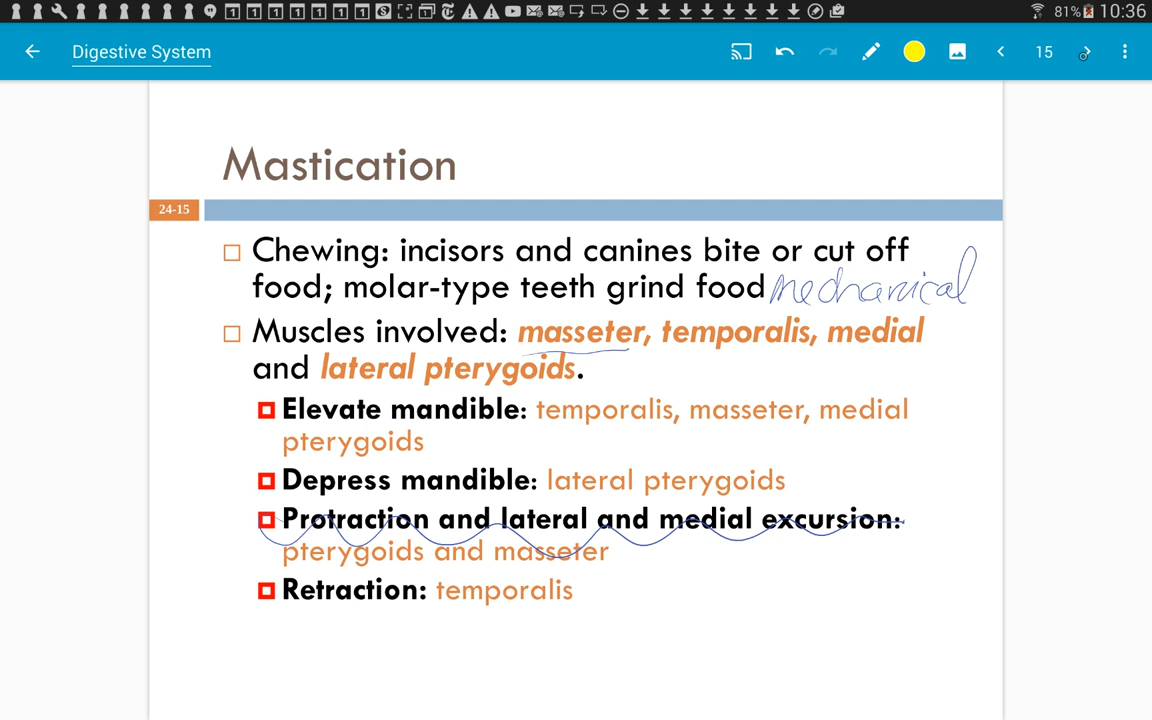 81% 10:36
Digestive System
15
Mastication
24-15
Chewing: incisors and canines bite or cut off
food; molar-type teeth grind food mechanical
Muscles involved: masseter, temporalis, medial
and lateral pterygoids.
Elevate mandible: temporalis, masseter, medial
pterygoids
Depress mandible: lateral pterygoids
Protraction and lateral and medial excursion:
pterygoids and masseter
Retraction: temporalis